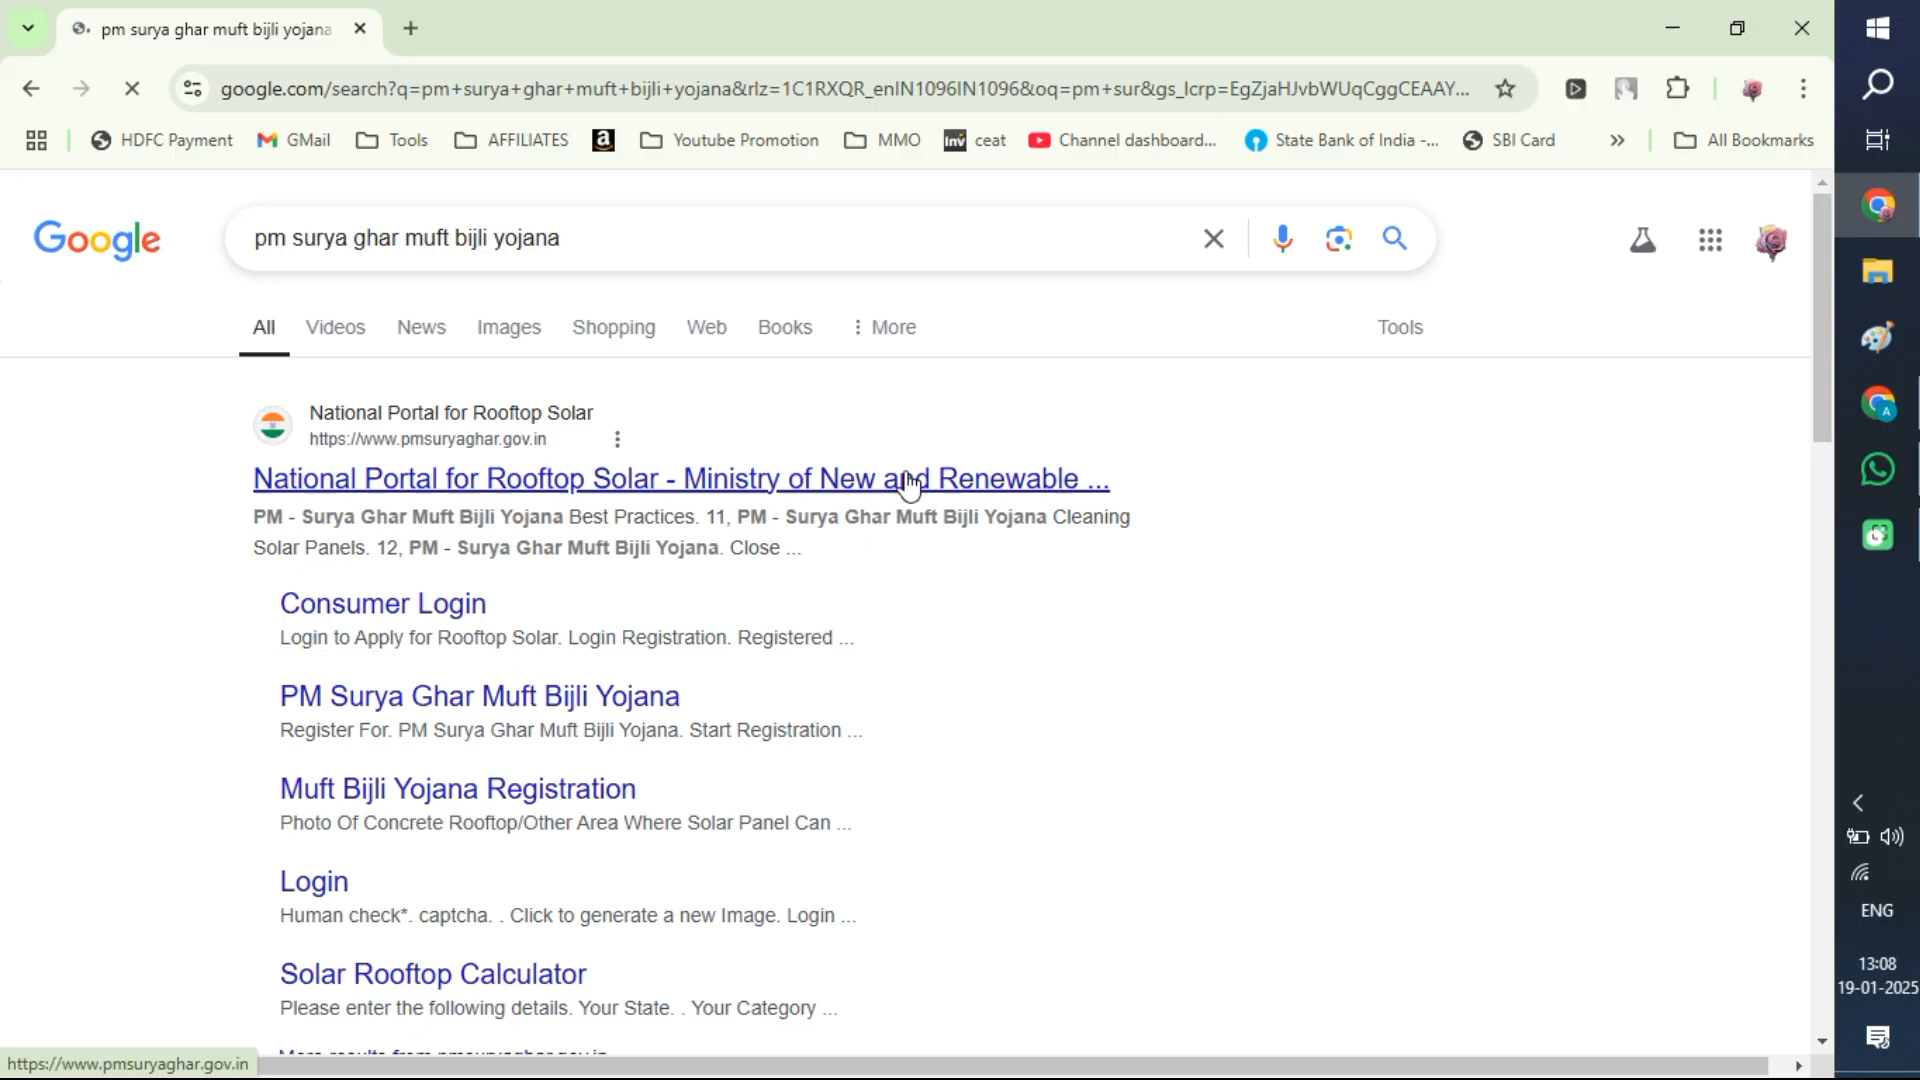 pm surya ghar muft bijli yojana
google.com/search?q=pm+surya+ghar+muft+bijli+yojana&rlz=1C1RXQR_enIN1096IN1096&oq=pm+sur&gs_lcrp=EgZjaHJvbWUqCggCEAAY...
HDFC Payment GMail Tools AFFILIATES Youtube Promotion MMO inv ceat Channel dashboard... State Bank of India -... SBI Card » All Bookmarks
Google pm surya ghar muft bijli yojana
All Videos News Images Shopping Web Books More Tools
National Portal for Rooftop Solar
https://www.pmsuryaghar.gov.in
National Portal for Rooftop Solar - Ministry of New and Renewable ...
PM - Surya Ghar Muft Bijli Yojana Best Practices. 11, PM - Surya Ghar Muft Bijli Yojana Cleaning
Solar Panels. 12, PM - Surya Ghar Muft Bijli Yojana. Close ...
Consumer Login
Login to Apply for Rooftop Solar. Login Registration. Registered ...
PM Surya Ghar Muft Bijli Yojana
Register For. PM Surya Ghar Muft Bijli Yojana. Start Registration ...
Muft Bijli Yojana Registration
Photo Of Concrete Rooftop/Other Area Where Solar Panel Can ...
Login
Human check*. captcha. . Click to generate a new Image. Login ...
Solar Rooftop Calculator
Please enter the following details. Your State. . Your Category ...
More results from pmsuryaghar.gov.in
https://www.pmsuryaghar.gov.in
ENG
13:08
19-01-2025